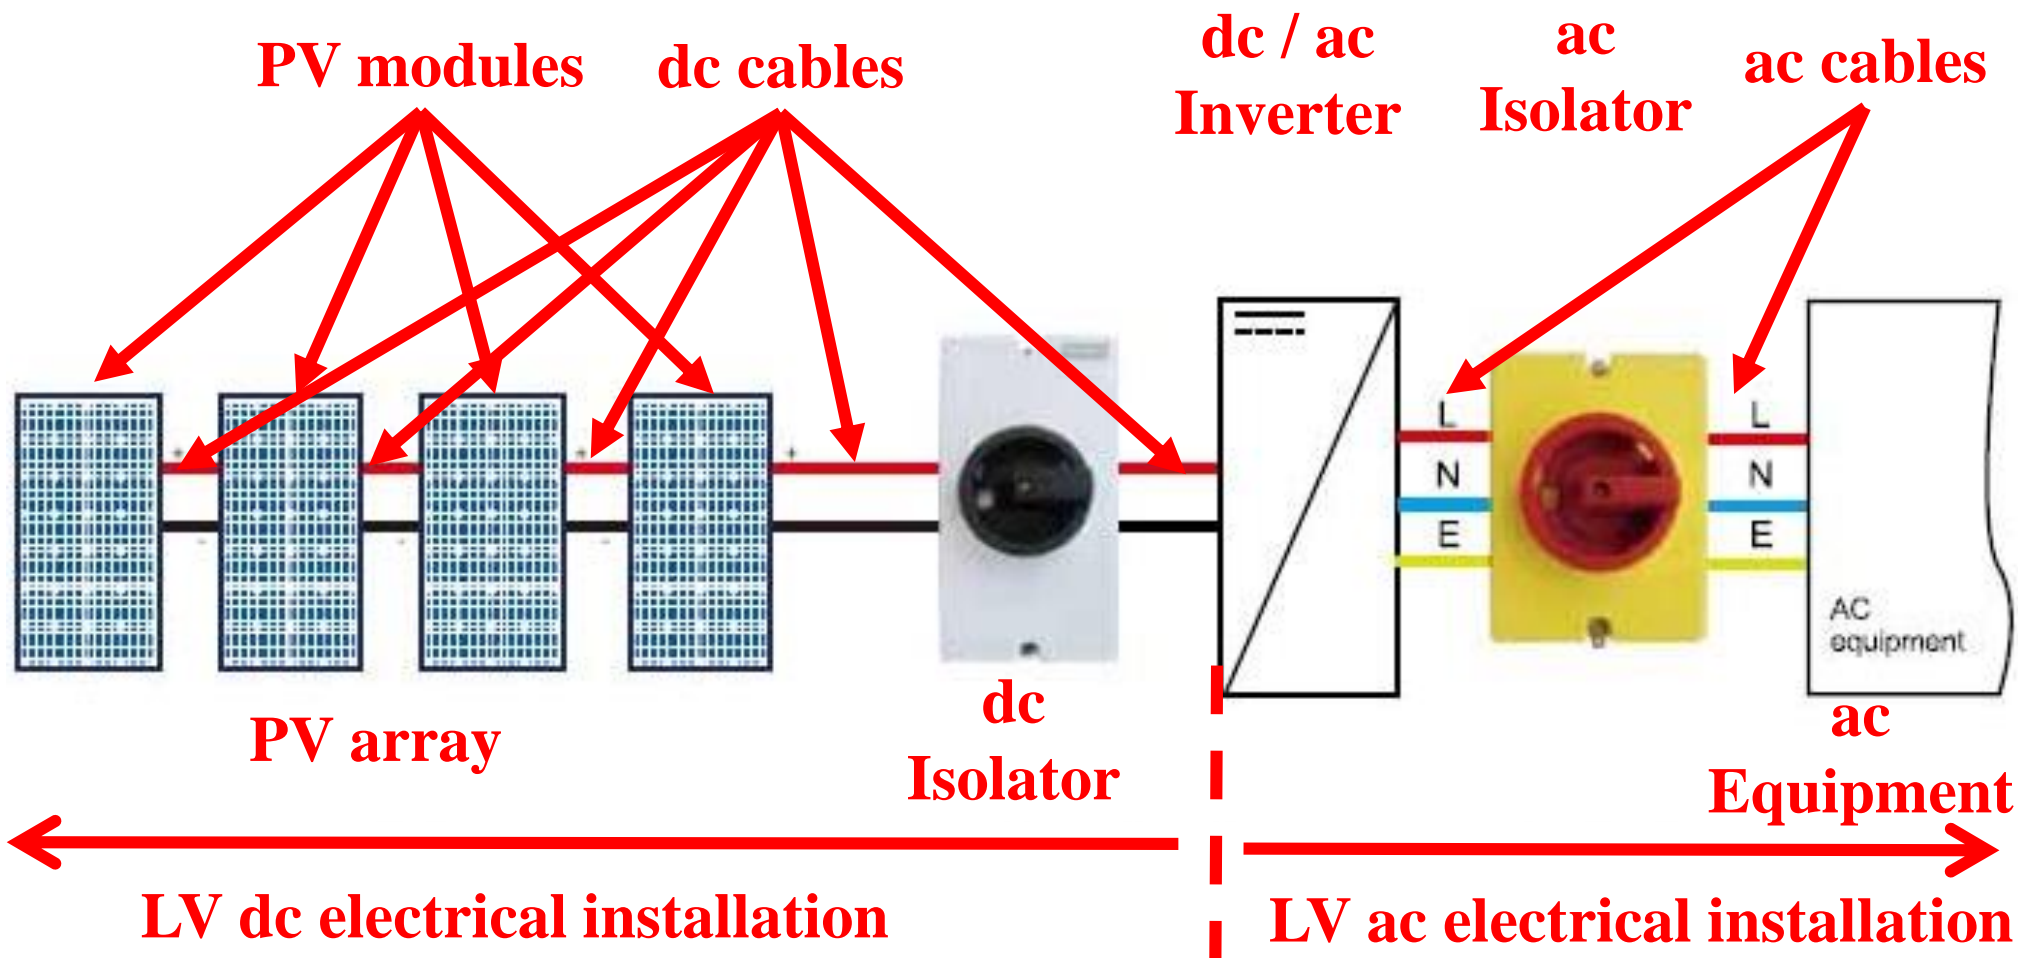 PV modules
dc cables
dc / ac
Inverter
ac
Isolator
ac cables
+
+
+
-
-
-
L
N
E
L
N
E
AC
equipment
PV array
dc
Isolator
ac
Equipment
LV dc electrical installation
LV ac electrical installation